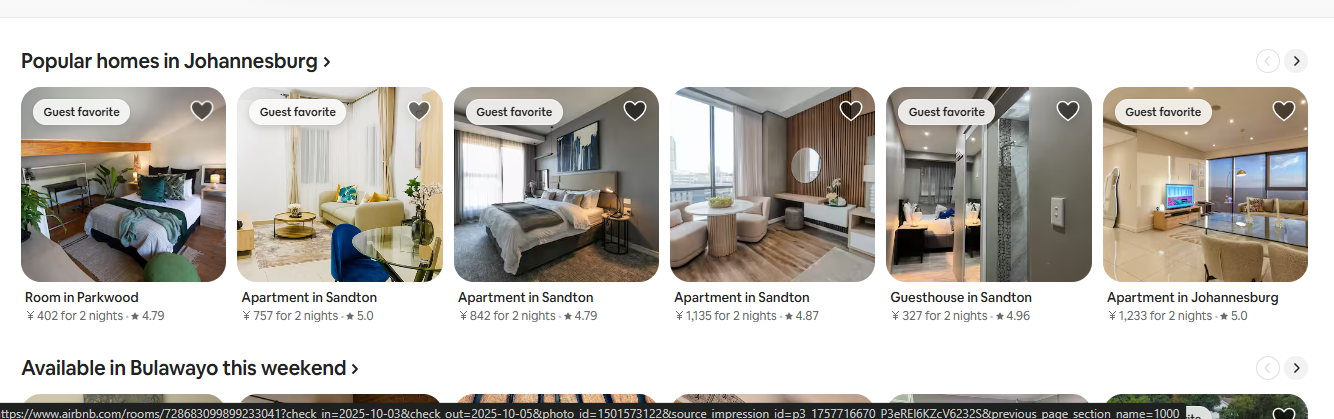 Popular homes in Johannesburg ›
Guest favorite
Guest favorite
Guest favorite
Guest favorite
Guest favorite
Room in Parkwood
¥ 402 for 2 nights · ★ 4.79
Apartment in Sandton
¥ 757 for 2 nights · ★ 5.0
Apartment in Sandton
¥ 842 for 2 nights · ★ 4.79
Apartment in Sandton
¥ 1,135 for 2 nights · ★ 4.87
Guesthouse in Sandton
¥ 327 for 2 nights · ★ 4.96
Apartment in Johannesburg
¥ 1,233 for 2 nights · ★ 5.0
Available in Bulawayo this weekend ›
ttps://www.airbnb.com/rooms/728683099899233041?check_in=2025-10-03&check_out=2025-10-05&photo_id=1501573122&source_impression_id=p3_1757716670_P3eREI6KZcV6232S&previous_page_section_name=1000